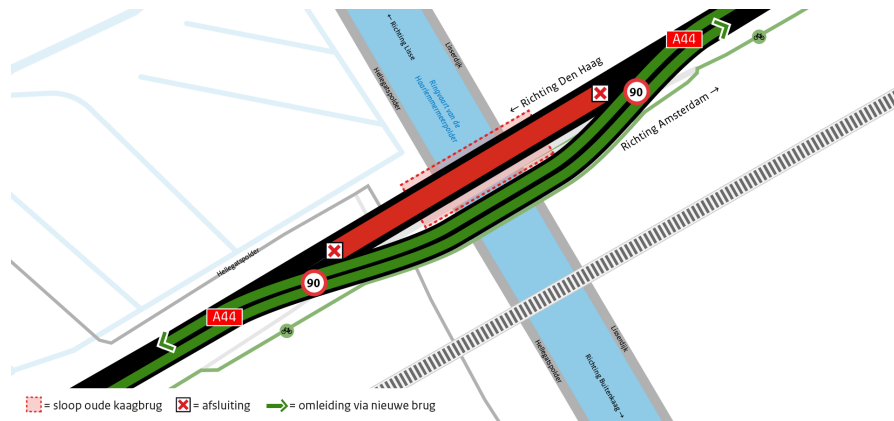 ← Richting Lisse
Lisserdijk
Hellegatspolder
Ringvaart van de
Haarlemmermeerpolder
← Richting Den Haag
A44
90
Richting Amsterdam →
Hellegatspolder
90
A44
Lisserdijk
Hellegatspolder
Richting Buitenkaag →
= sloop oude kaagbrug
= afsluiting
= omleiding via nieuwe brug